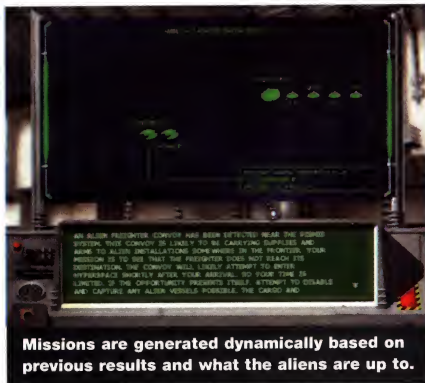 AN ALIEN FREIGHTER CONVOY HAS BEEN DETECTED NEAR THE
SYSTEM. THIS CONVOY IS LIKELY TO BE CARRYING SUPPLIES AND
ARMS TO ALIEN INSTALLATIONS SOMEWHERE IN THE FRONTIER. YOUR
MISSION IS TO SEE THAT THE FREIGHTER DOES NOT REACH ITS
DESTINATION. THE CONVOY WILL LIKELY ATTEMPT TO ENTER
HYPERSPACE SHORTLY AFTER YOUR ARRIVAL, SO YOUR TIME IS
LIMITED. IF THE OPPORTUNITY PRESENTS ITSELF, ATTEMPT TO DISABLE
AND CAPTURE ANY ALIEN VESSELS POSSIBLE. THE CARGO AND
Missions are generated dynamically based on
previous results and what the aliens are up to.